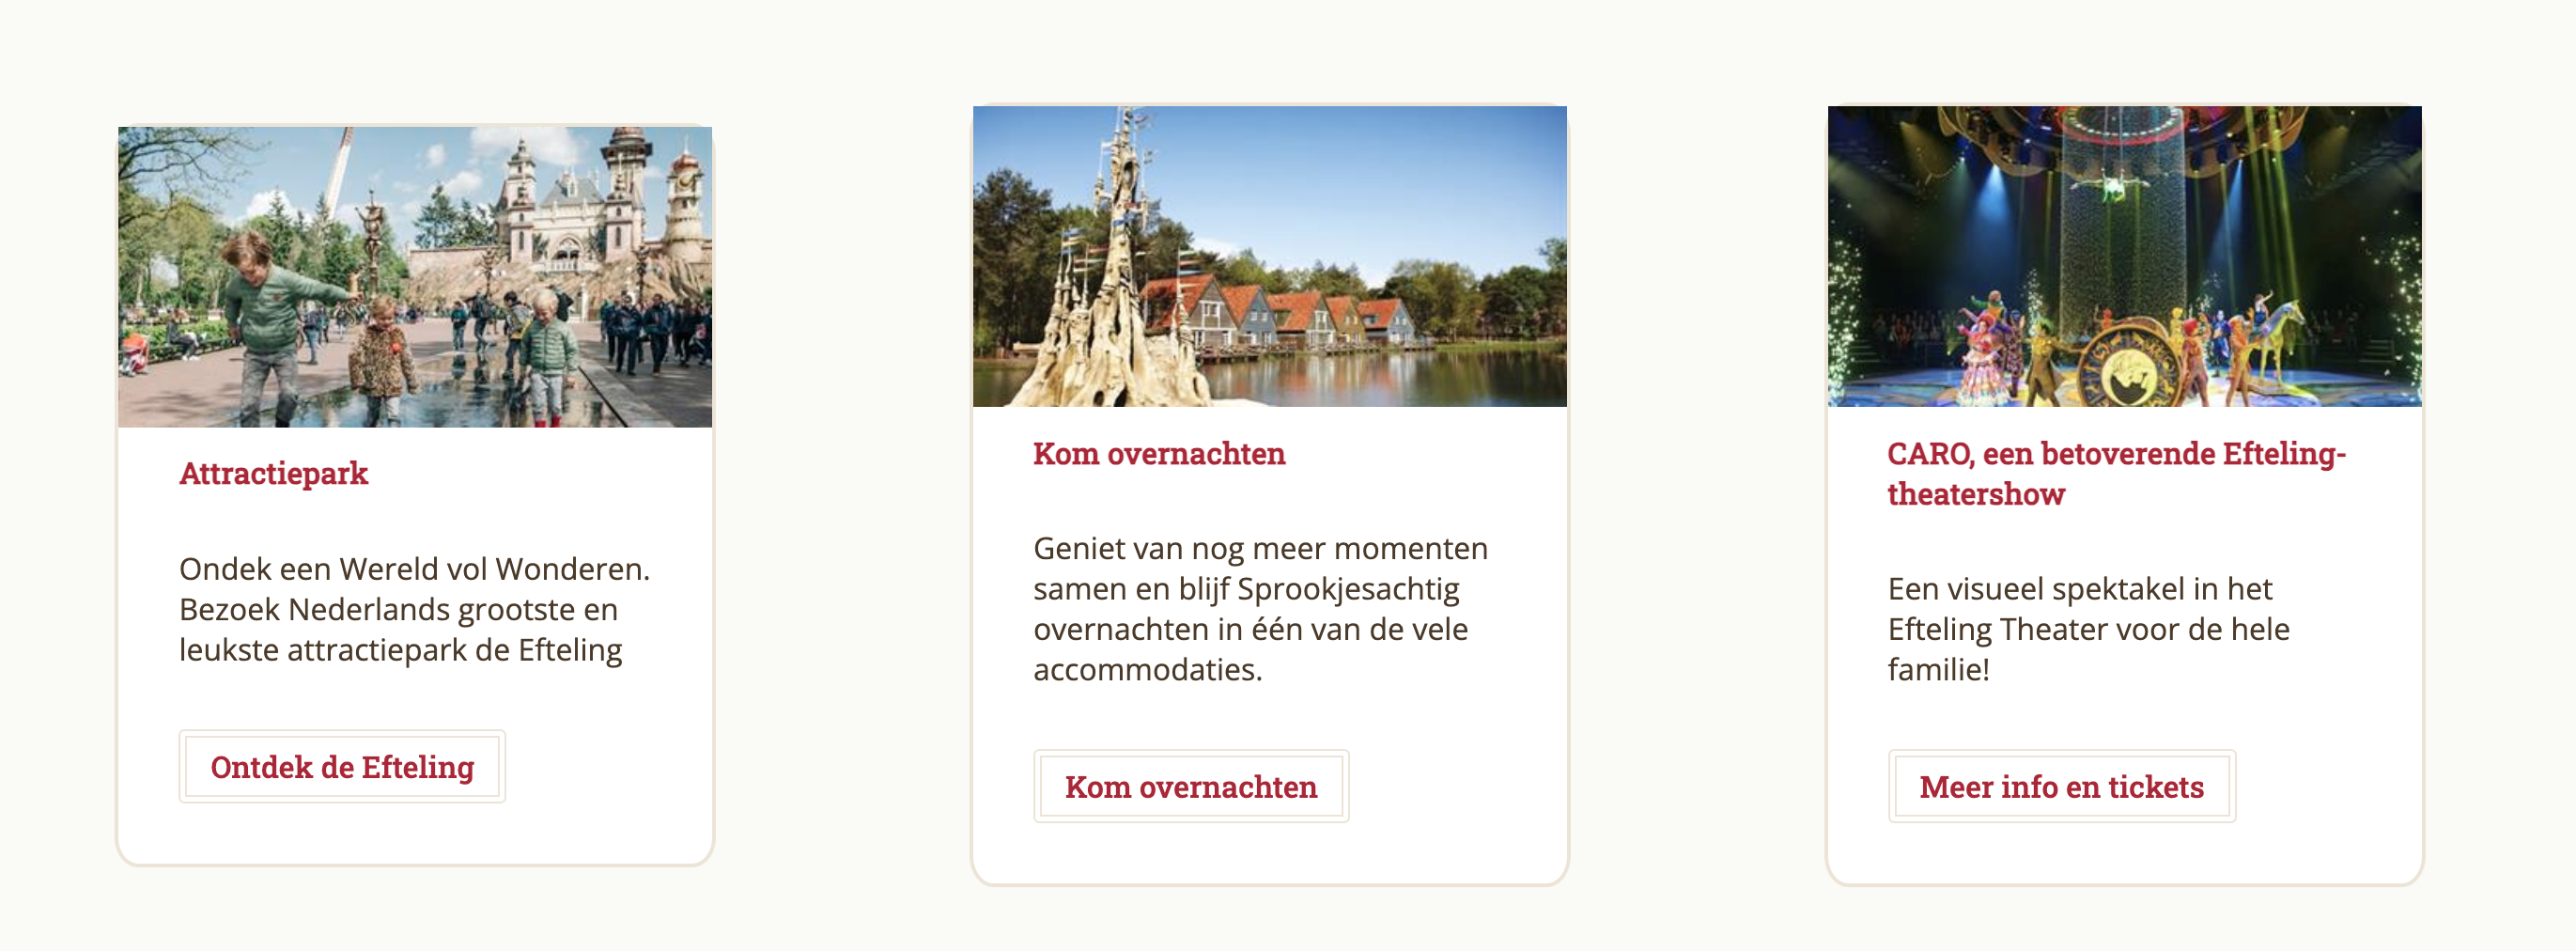 Attractiepark
Ondek een Wereld vol Wonderen.
Bezoek Nederlands grootste en
leukste attractiepark de Efteling
Ontdek de Efteling
Kom overnachten
Geniet van nog meer momenten
samen en blijf Sprookjesachtig
overnachten in één van de vele
accommodaties.
Kom overnachten
CARO, een betoverende Efteling-
theatershow
Een visueel spektakel in het
Efteling Theater voor de hele
familie!
Meer info en tickets